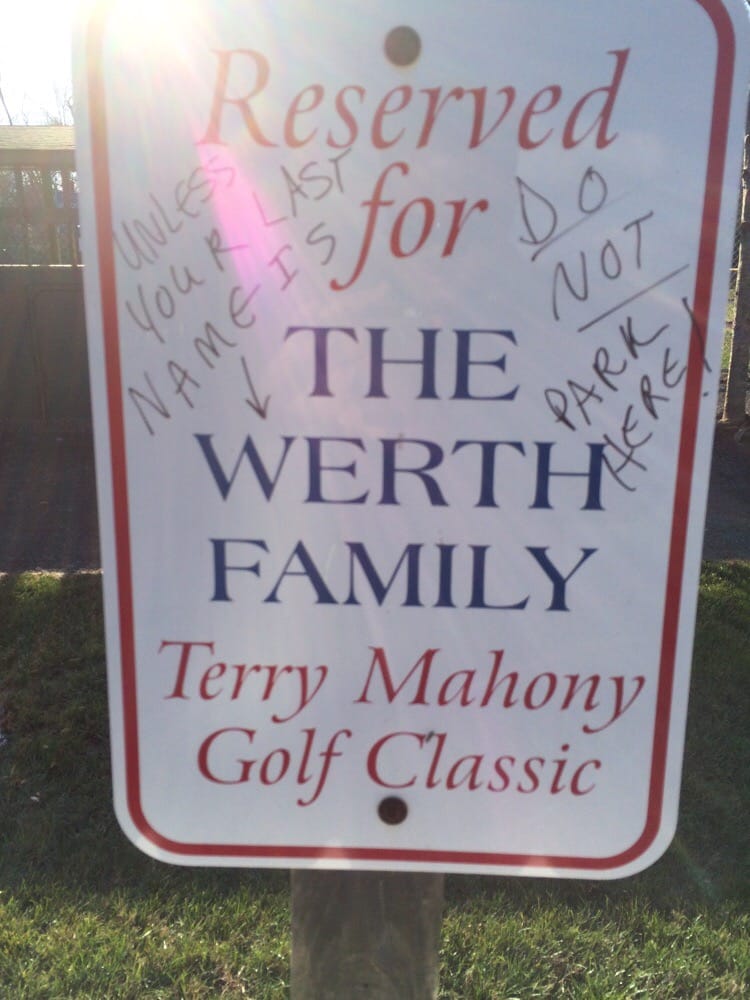 Reserved
for
UNLESS
YOUR LAST
NAME IS
↓
DO
NOT
PARK
HERE!
THE
WERTH
FAMILY
Terry Mahony
Golf Classic